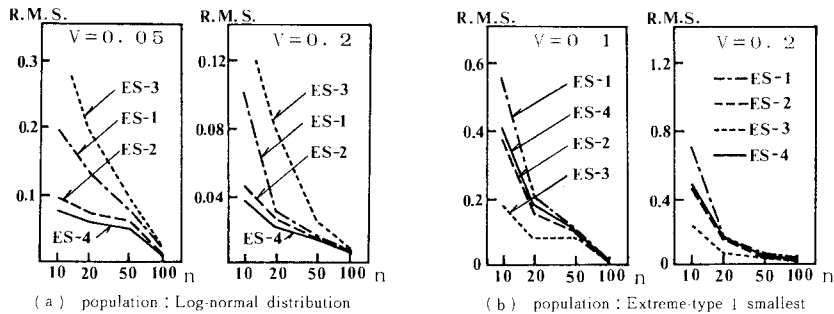 R.M.S.
V=0.05
0.3
0.2
0.1
0
ES-3
ES-1
ES-2
ES-4
10 20 50 100 n
R.M.S.
V=0.2
0.12
0.08
0.04
0
ES-3
ES-1
ES-2
ES-4
10 20 50 100 n
(a) population : Log-normal distribution
R.M.S.
V=0 1
0.6
0.4
0.2
0
ES-1
ES-4
ES-2
ES-3
10 20 50 100 n
R.M.S.
V=0.2
1.2
0.8
0.4
0
ES-1
ES-2
ES-3
ES-4
10 20 50 100 n
(b) population : Extreme-type 1 smallest